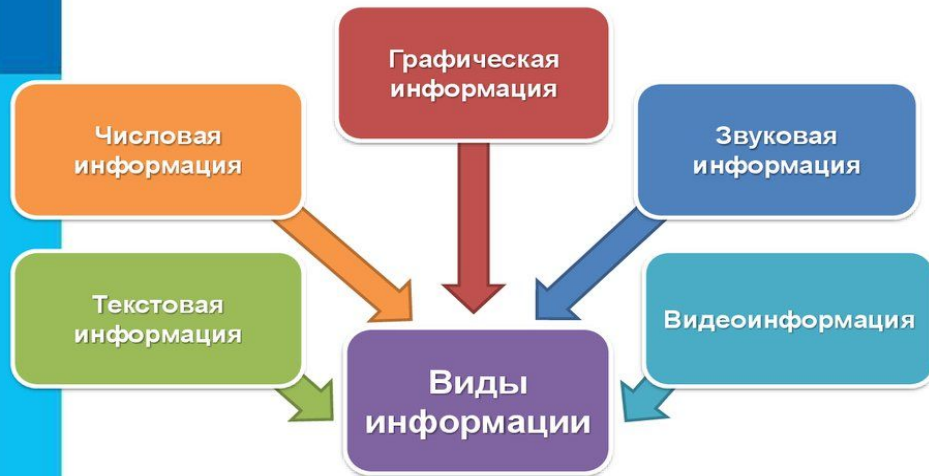 Графическая
информация
Числовая
информация
Звуковая
информация
Текстовая
информация
Видеоинформация
Виды
информации